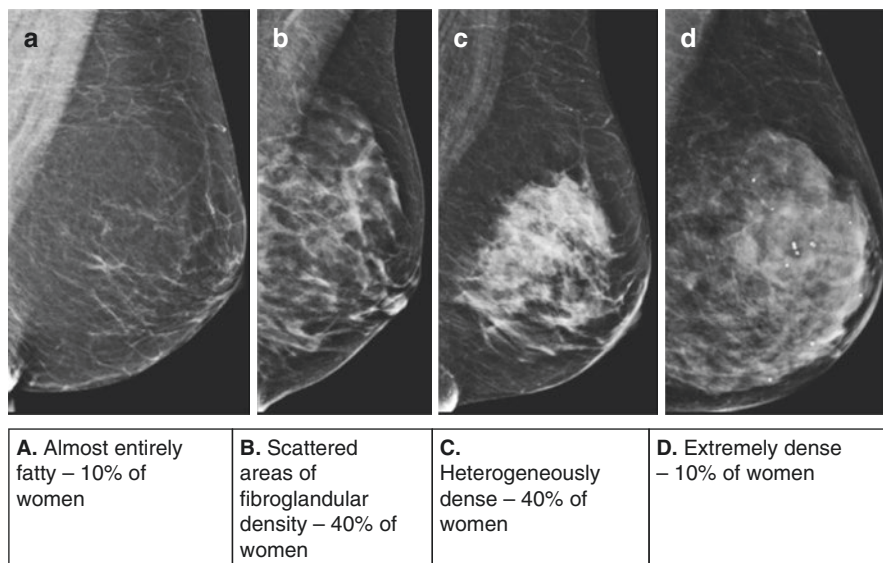 a
b
c
d
A. Almost entirely
fatty – 10% of
women
B. Scattered
areas of
fibroglandular
density – 40% of
women
C.
Heterogeneously
dense – 40% of
women
D. Extremely dense
– 10% of women